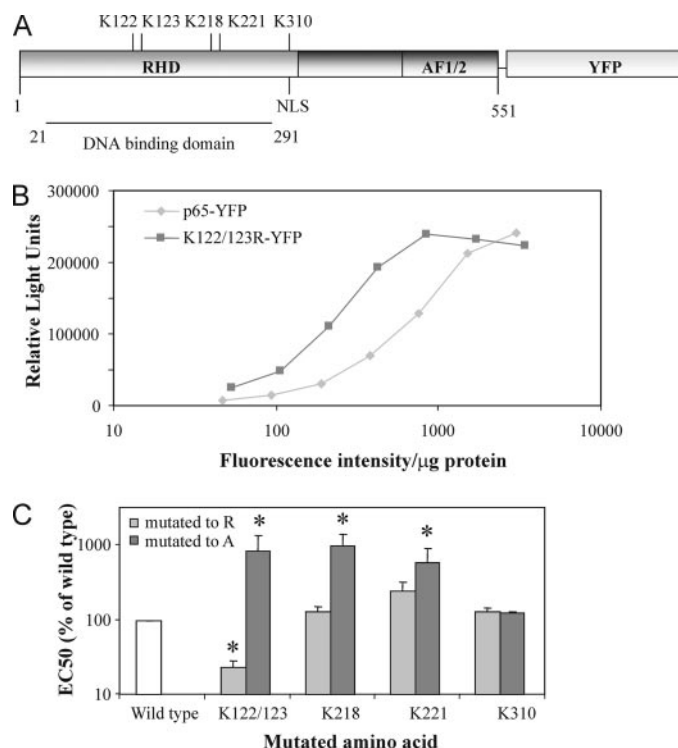 A
K122 K123 K218 K221 K310
RHD AF1/2 YFP
1 NLS 551
21 DNA binding domain 291
B
300000
200000
100000
0
Relative Light Units
p65-YFP
K122/123R-YFP
10 100 1000 10000
Fluorescence intensity/μg protein
C
1000
100
10
EC50 (% of wild type)
mutated to R
mutated to A
* * * *
Wild type K122/123 K218 K221 K310
Mutated amino acid